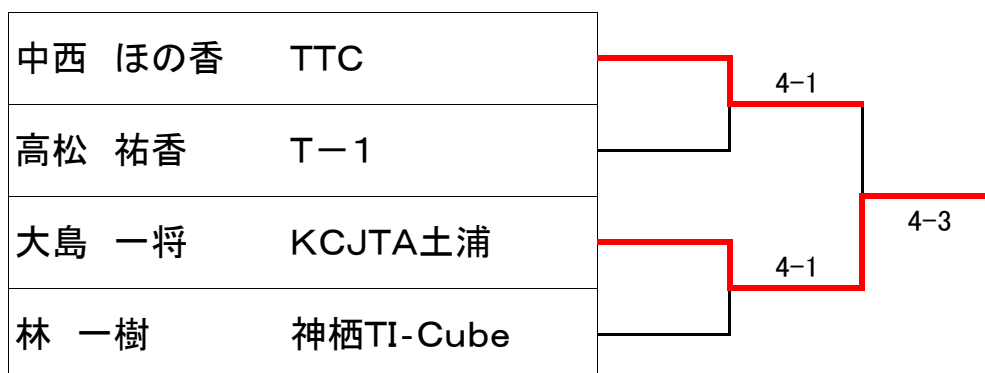 中西　ほの香　TTC
高松　祐香　T－1
大島　一将　KCJTA土浦
林　一樹　神栖TI-Cube
4-1
4-1
4-3